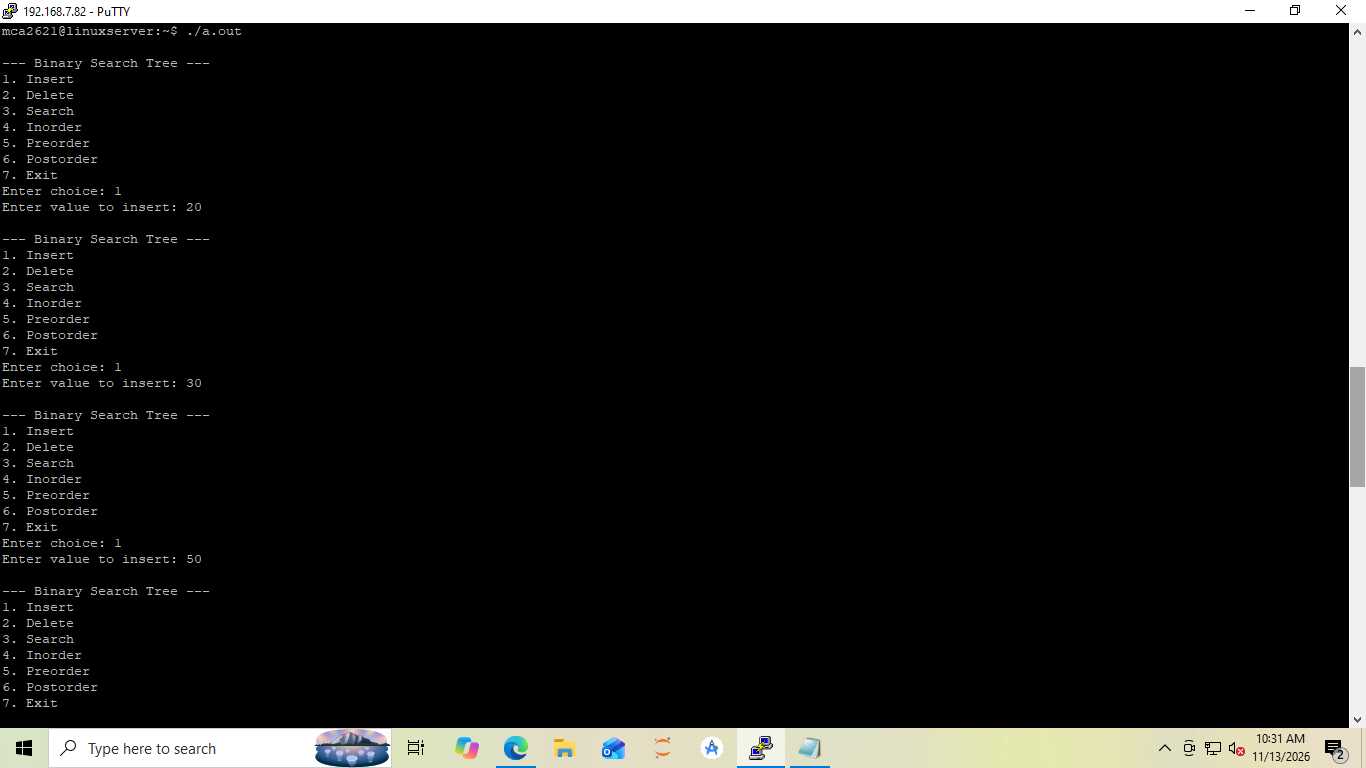 192.168.7.82 - PuTTY
mca2621@linuxserver:~$ ./a.out
--- Binary Search Tree ---
1. Insert
2. Delete
3. Search
4. Inorder
5. Preorder
6. Postorder
7. Exit
Enter choice: 1
Enter value to insert: 20
--- Binary Search Tree ---
1. Insert
2. Delete
3. Search
4. Inorder
5. Preorder
6. Postorder
7. Exit
Enter choice: 1
Enter value to insert: 30
--- Binary Search Tree ---
1. Insert
2. Delete
3. Search
4. Inorder
5. Preorder
6. Postorder
7. Exit
Enter choice: 1
Enter value to insert: 50
--- Binary Search Tree ---
1. Insert
2. Delete
3. Search
4. Inorder
5. Preorder
6. Postorder
7. Exit
Type here to search
10:31 AM
11/13/2026
2